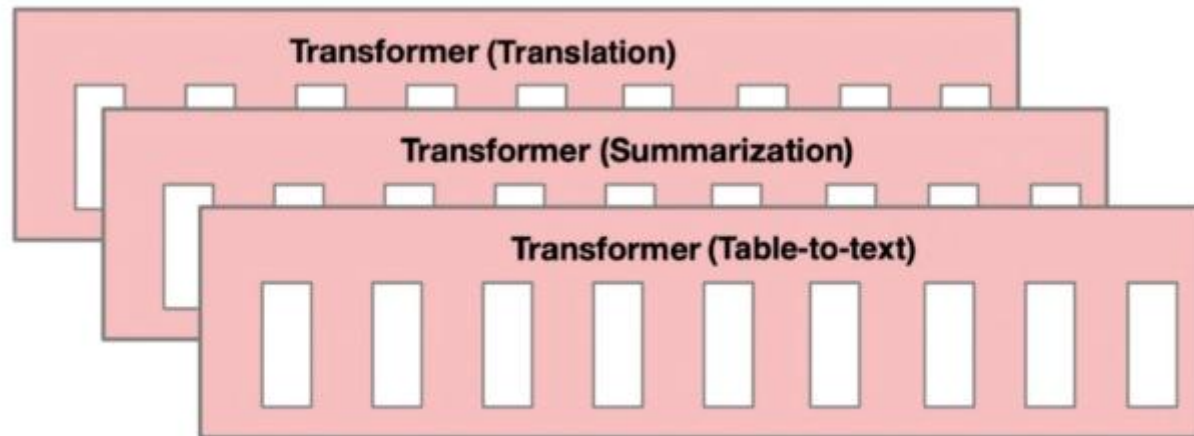 Transformer (Translation)
Transformer (Summarization)
Transformer (Table-to-text)